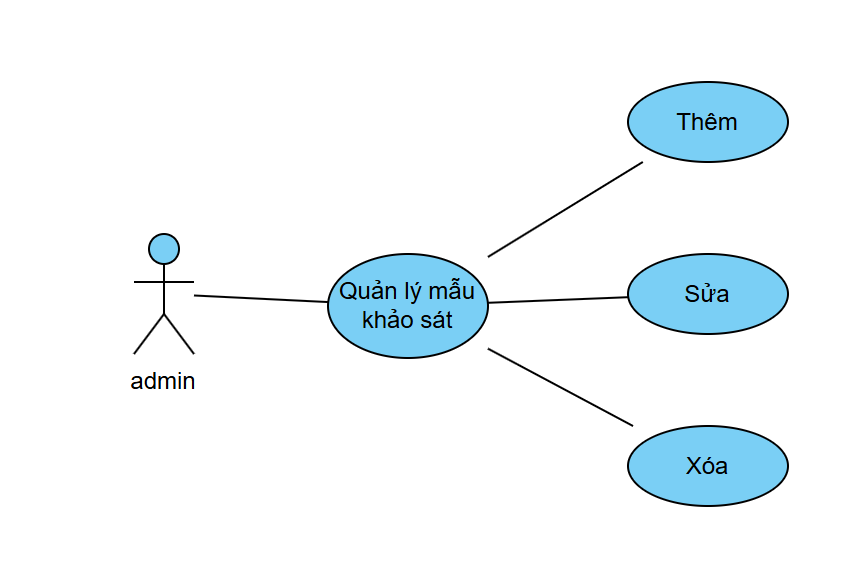 Thêm
Quản lý mẫu
khảo sát
Sửa
admin
Xóa